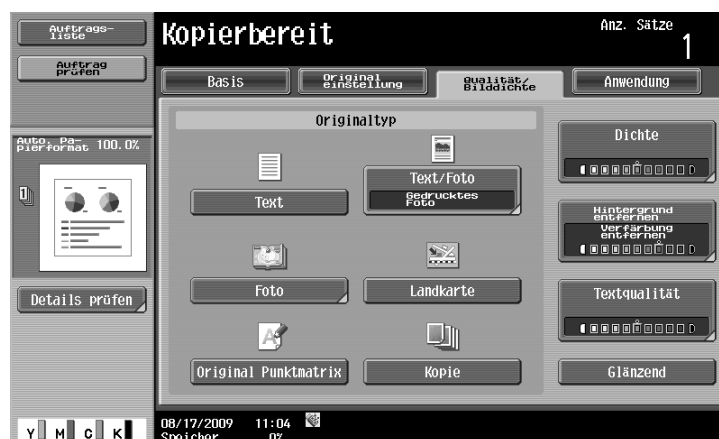 Auftrags-
liste
Auftrag
prüfen
Kopierbereit
Anz. Sätze
1
Basis
Original
einstellung
Qualität/
Bilddichte
Anwendung
Auto. Pa-
pierformat 100.0%
1
Details prüfen
Originaltyp
Text
Text/Foto
Gedrucktes
Foto
Foto
Landkarte
Original Punktmatrix
Kopie
Dichte
Hintergrund
entfernen
Verfärbung
entfernen
Textqualität
Glänzend
Y M C K
08/17/2009 11:04
Speicher 0%